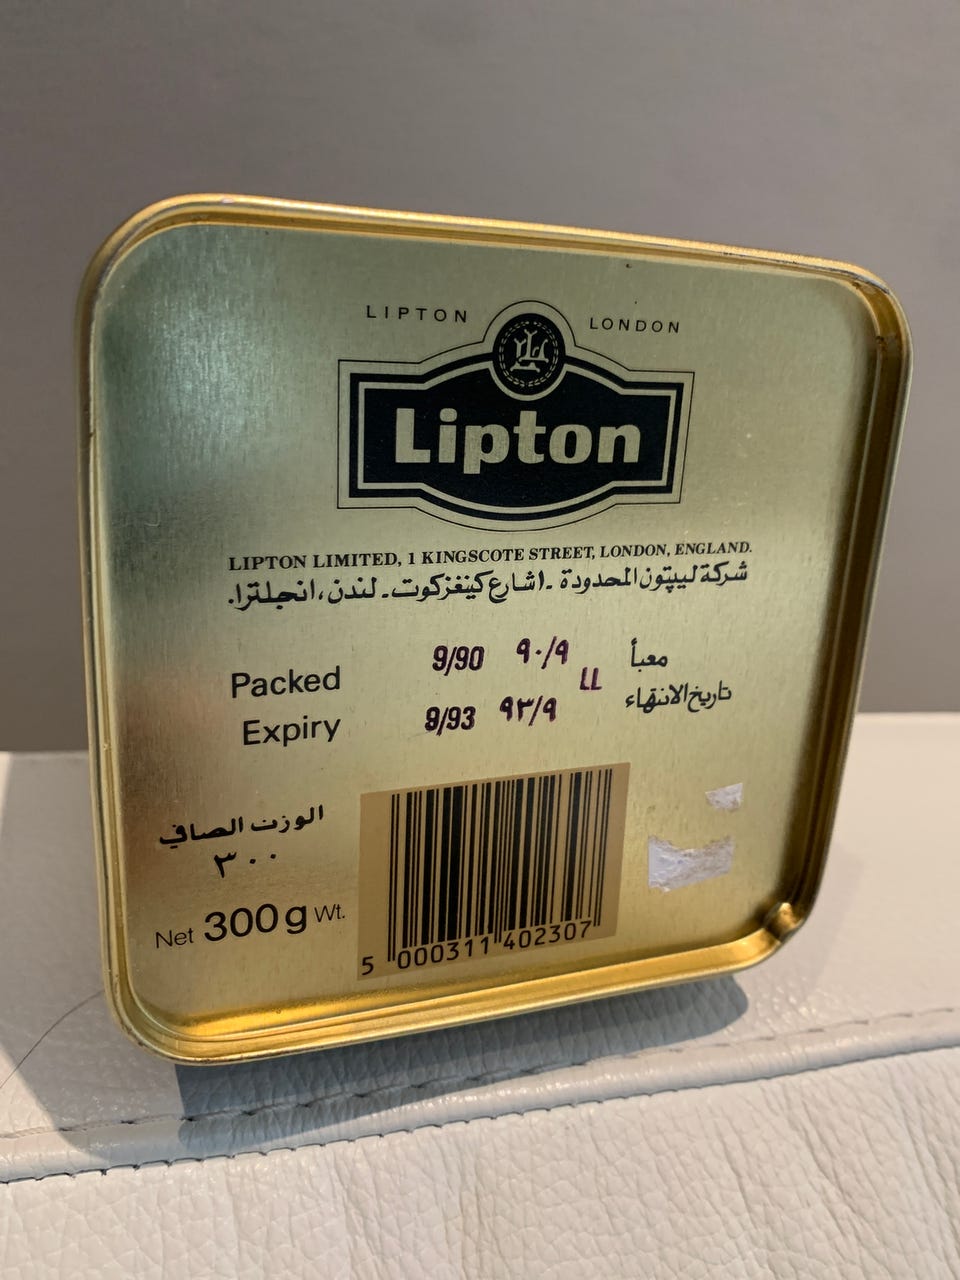 LIPTON LONDON
Lipton
LIPTON LIMITED, 1 KINGSCOTE STREET, LONDON, ENGLAND.
شركة ليپتون المحدودة - ١ شارع كينغزكوت - لندن، انجلترا.
Packed 9/90 ٩٠/٩ معبأ
LL
Expiry 9/93 ٩٣/٩ تاريخ الانتهاء
الوزن الصافي
٣٠٠
Net 300g Wt.
5 000311 402307